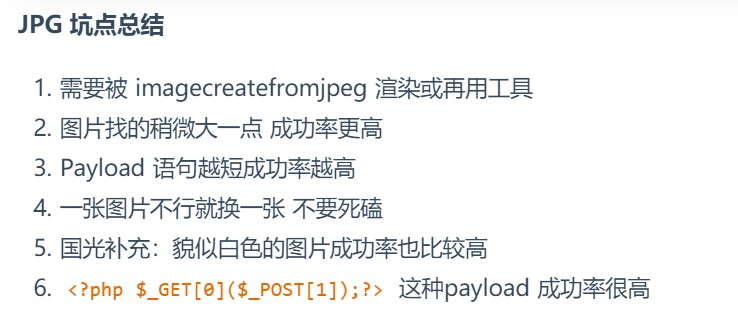 JPG 坑点总结
1. 需要被 imagecreatefromjpeg 渲染或再用工具
2. 图片找的稍微大一点 成功率更高
3. Payload 语句越短成功率越高
4. 一张图片不行就换一张 不要死磕
5. 国光补充：貌似白色的图片成功率也比较高
6. <?php $_GET[0]($_POST[1]);?> 这种payload 成功率很高